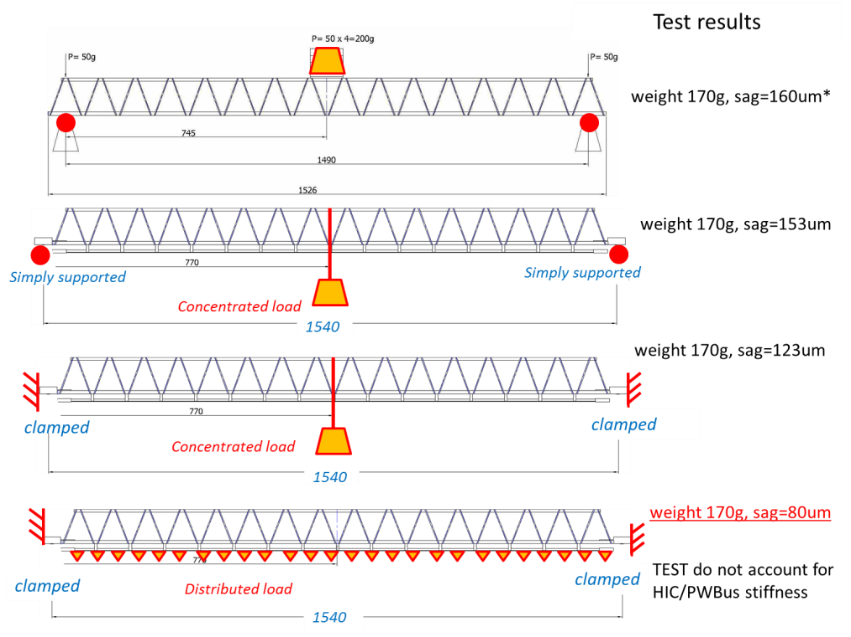 Test results
P= 50 x 4=200g
P= 50g
P= 50g
weight 170g, sag=160um*
745
1490
1526
weight 170g, sag=153um
Simply supported
770
Simply supported
Concentrated load
1540
weight 170g, sag=123um
770
clamped
clamped
Concentrated load
1540
weight 170g, sag=80um
clamped
Distributed load
clamped
TEST do not account for
HIC/PWBus stiffness
1540